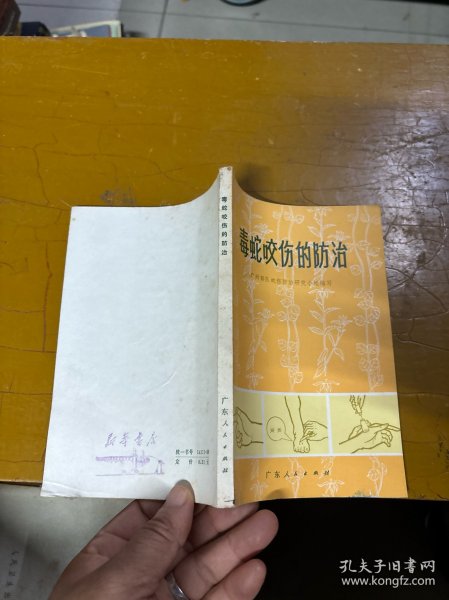 毒蛇咬伤的防治
广东人民出版社
毒蛇咬伤的防治
广东人民出版社
新华书店
统一书号
定价
孔夫子旧书网
www.kongfz.com